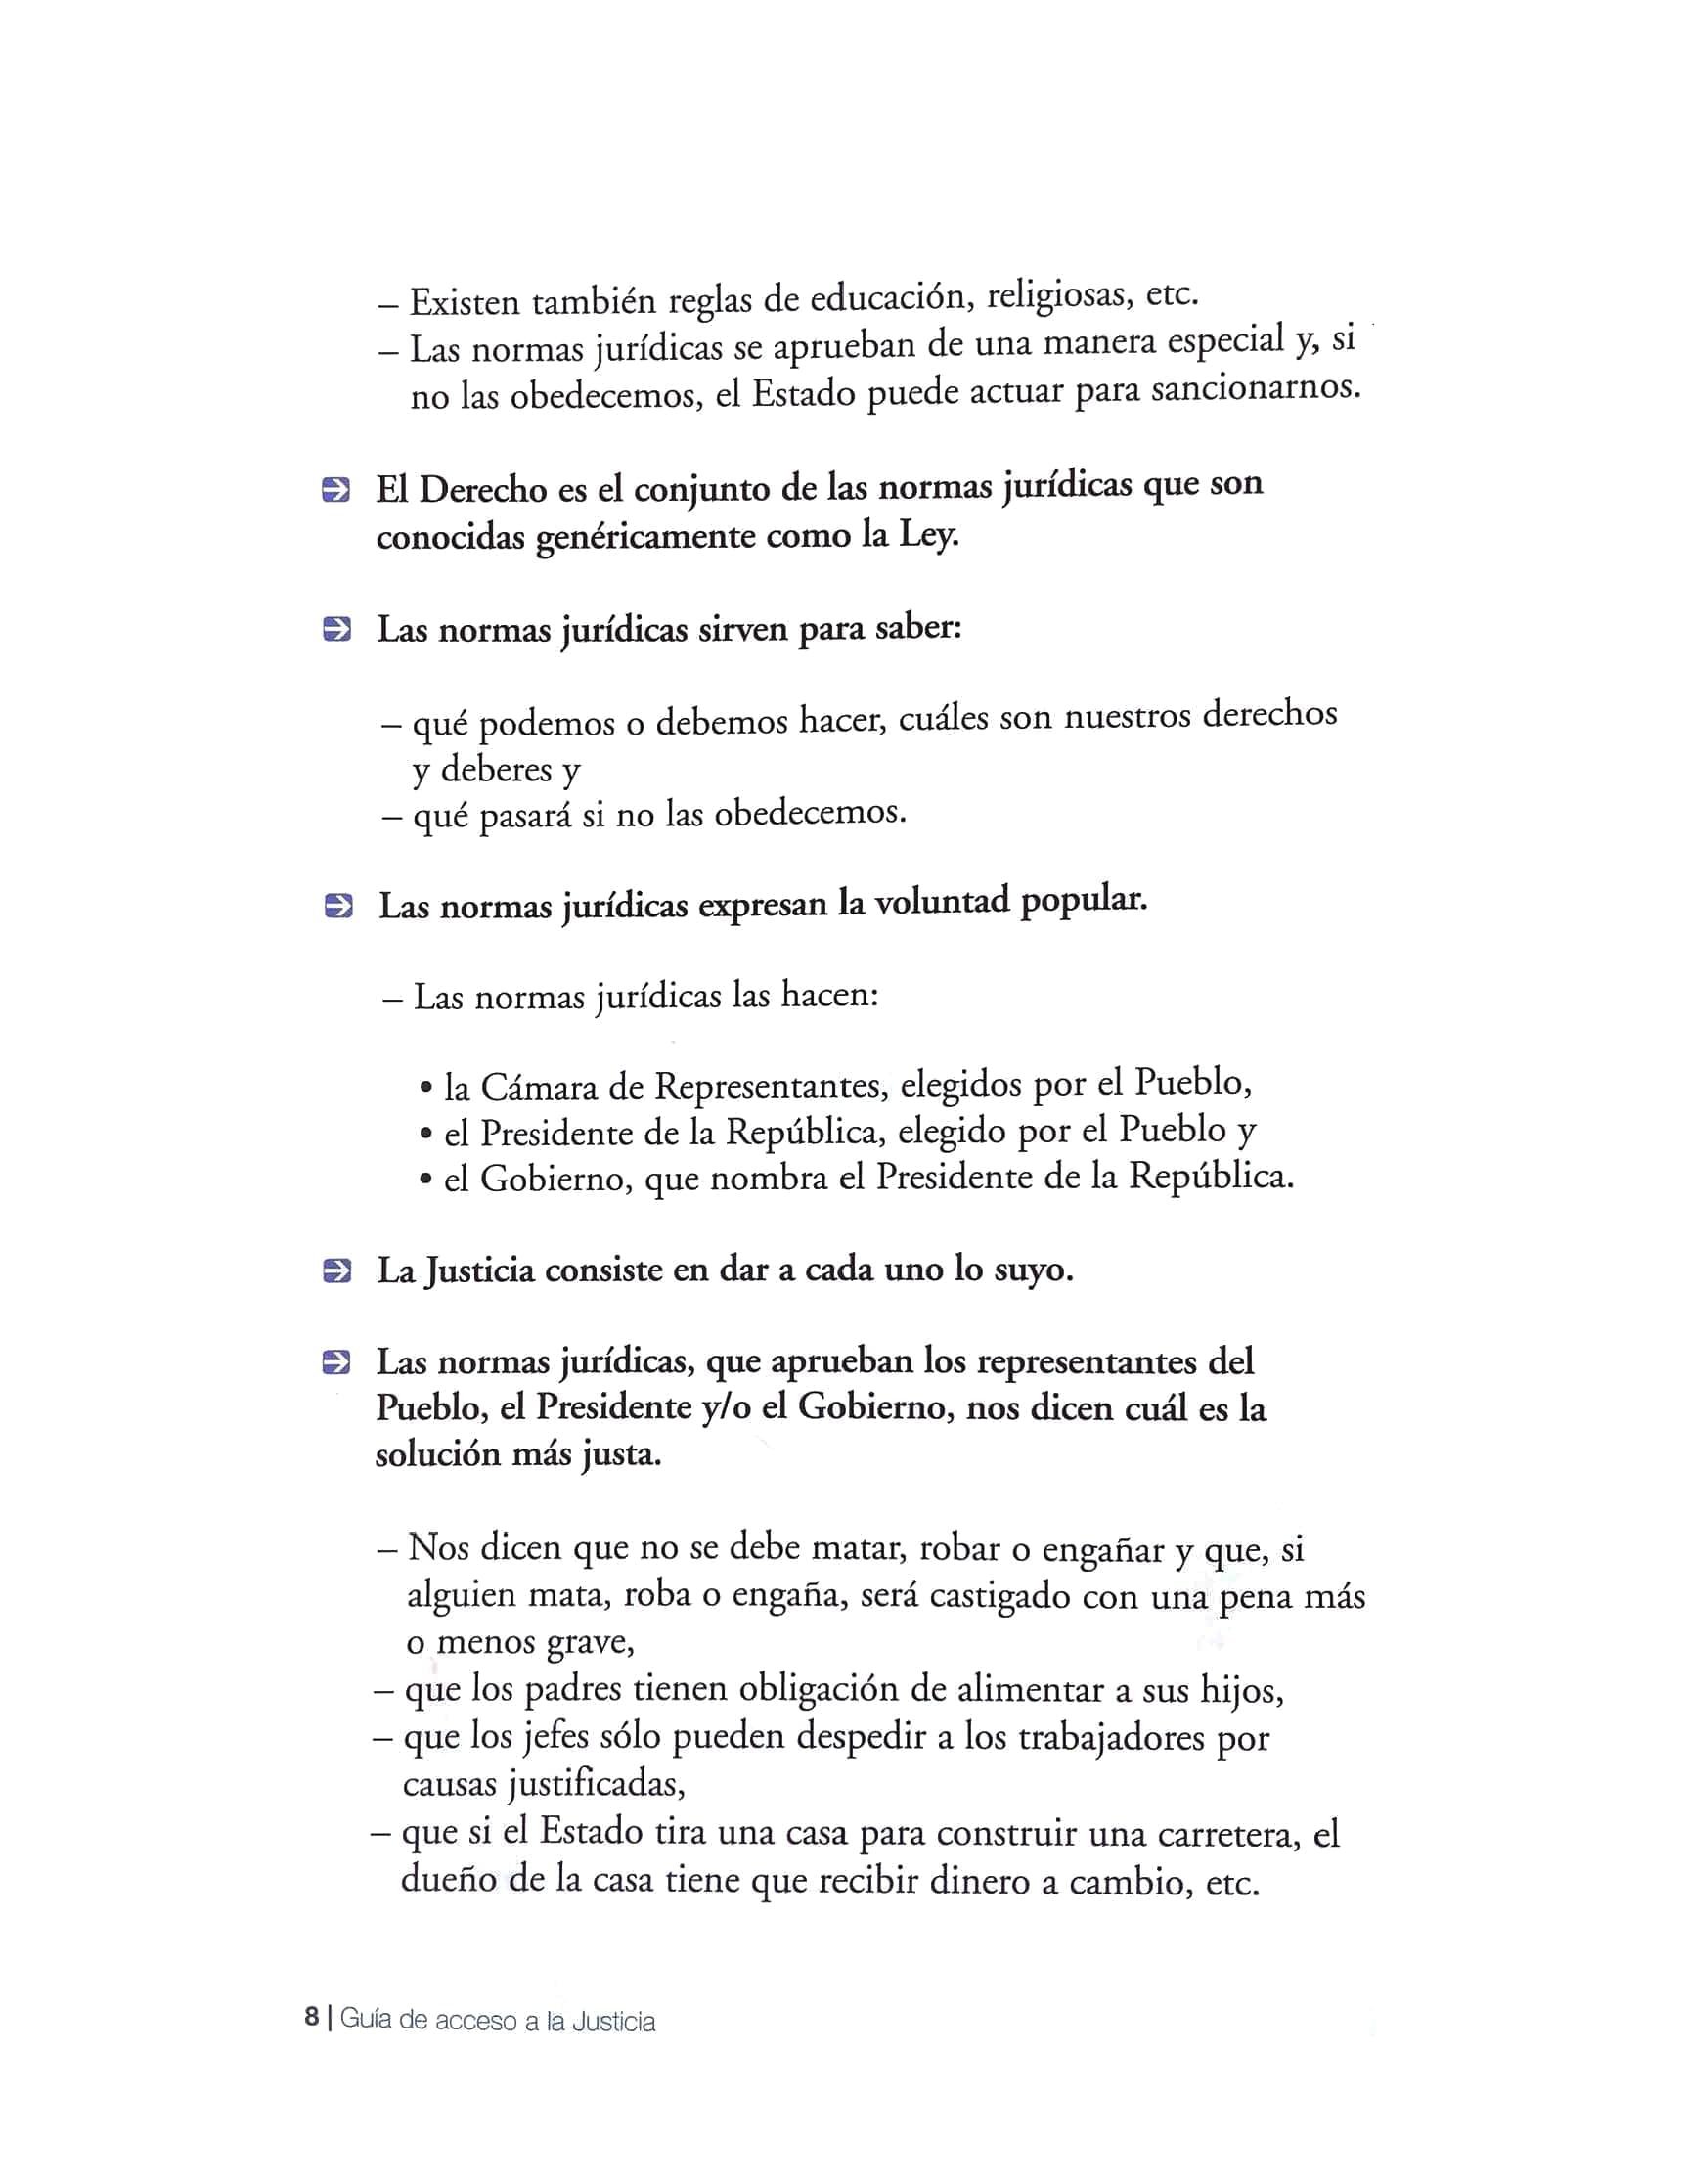 – Existen también reglas de educación, religiosas, etc.
– Las normas jurídicas se aprueban de una manera especial y, si
no las obedecemos, el Estado puede actuar para sancionarnos.
El Derecho es el conjunto de las normas jurídicas que son
conocidas genéricamente como la Ley.
Las normas jurídicas sirven para saber:
– qué podemos o debemos hacer, cuáles son nuestros derechos
y deberes y
– qué pasará si no las obedecemos.
Las normas jurídicas expresan la voluntad popular.
– Las normas jurídicas las hacen:
• la Cámara de Representantes, elegidos por el Pueblo,
• el Presidente de la República, elegido por el Pueblo y
• el Gobierno, que nombra el Presidente de la República.
La Justicia consiste en dar a cada uno lo suyo.
Las normas jurídicas, que aprueban los representantes del
Pueblo, el Presidente y/o el Gobierno, nos dicen cuál es la
solución más justa.
– Nos dicen que no se debe matar, robar o engañar y que, si
alguien mata, roba o engaña, será castigado con una pena más
o menos grave,
– que los padres tienen obligación de alimentar a sus hijos,
– que los jefes sólo pueden despedir a los trabajadores por
causas justificadas,
– que si el Estado tira una casa para construir una carretera, el
dueño de la casa tiene que recibir dinero a cambio, etc.
8 | Guía de acceso a la Justicia